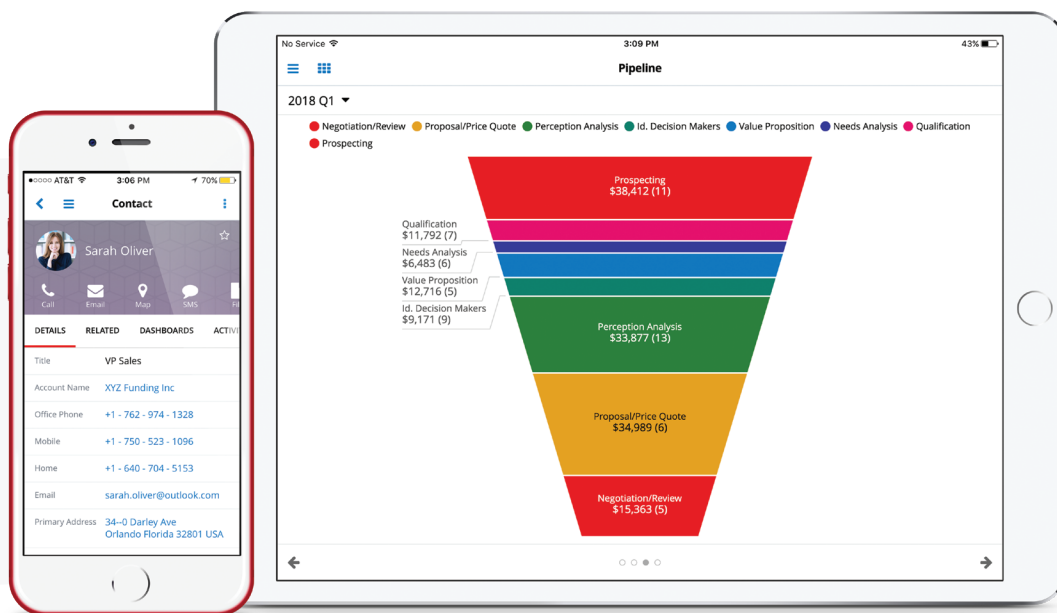 ●oooo AT&T 3:06 PM 70%
Contact
Sarah Oliver
Call Email Map SMS
DETAILS RELATED DASHBOARDS
Title VP Sales
Account Name XYZ Funding Inc
Office Phone +1 - 762 - 974 - 1328
Mobile +1 - 750 - 523 - 1096
Home +1 - 640 - 704 - 5153
Email sarah.oliver@outlook.com
Primary Address 34--0 Darley Ave
Orlando Florida 32801 USA
No Service 3:09 PM 43%
Pipeline
2018 Q1
Negotiation/Review Proposal/Price Quote Perception Analysis Id. Decision Makers Value Proposition Needs Analysis Qualification
Prospecting
Prospecting
$38,412 (11)
Qualification
$11,792 (7)
Needs Analysis
$6,483 (6)
Value Proposition
$12,716 (5)
Id. Decision Makers
$9,171 (9)
Perception Analysis
$33,877 (13)
Proposal/Price Quote
$34,989 (6)
Negotiation/Review
$15,363 (5)